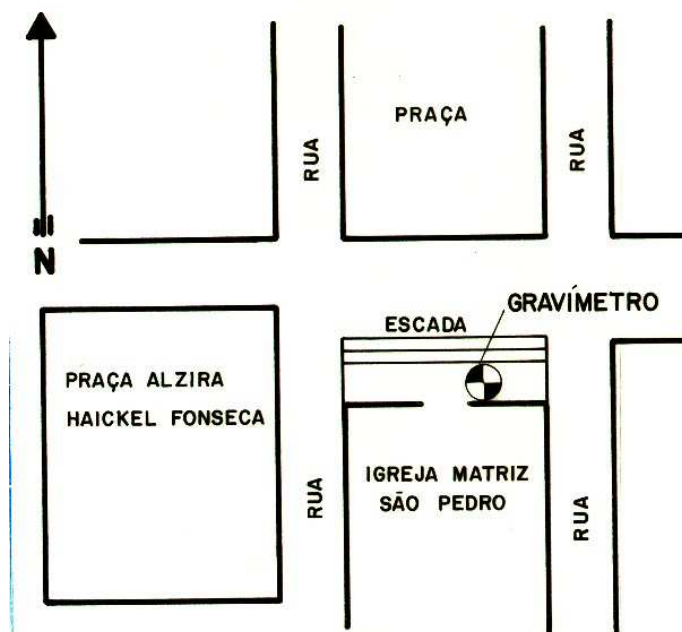 PRAÇA
RUA
RUA
N
GRAVÍMETRO
ESCADA
PRAÇA ALZIRA
HAICKEL FONSECA
IGREJA MATRIZ
SÃO PEDRO
RUA
RUA